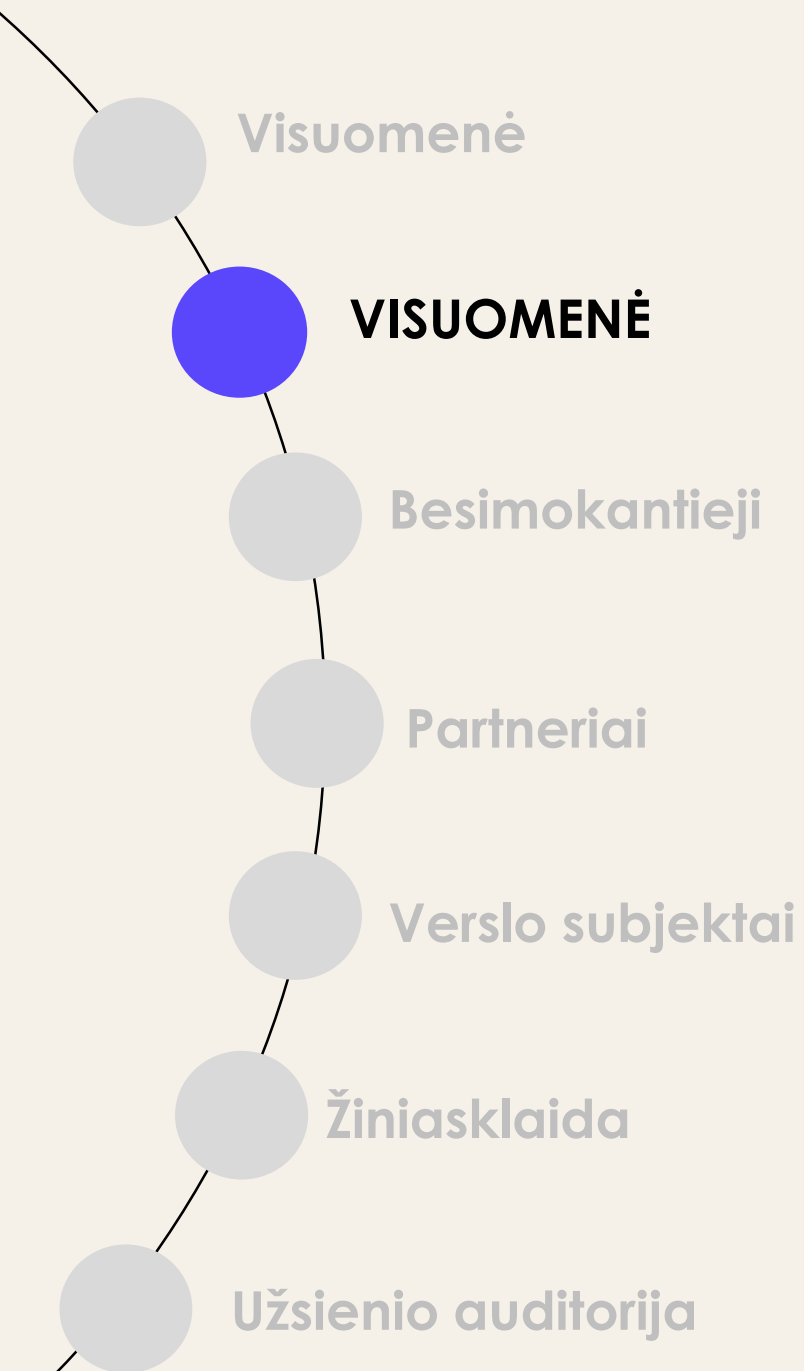 Visuomenė
VISUOMENĖ
Besimokantieji
Partneriai
Verslo subjektai
Žiniasklaida
Užsienio auditorija